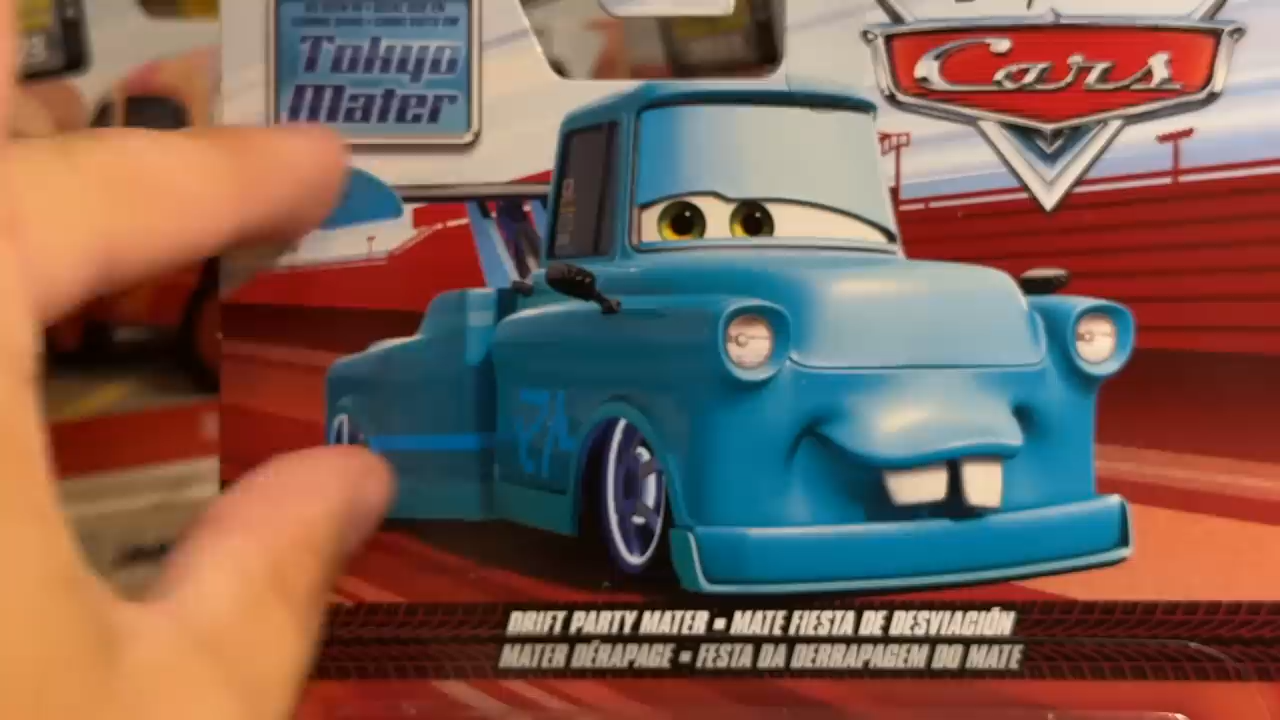 Tokyo
Mater
Cars
DRIFT PARTY MATER - MATE FIESTA DE DESVIACIÓN
MATER DÉRAPAGE - FESTA DA DERRAPAGEM DO MATE